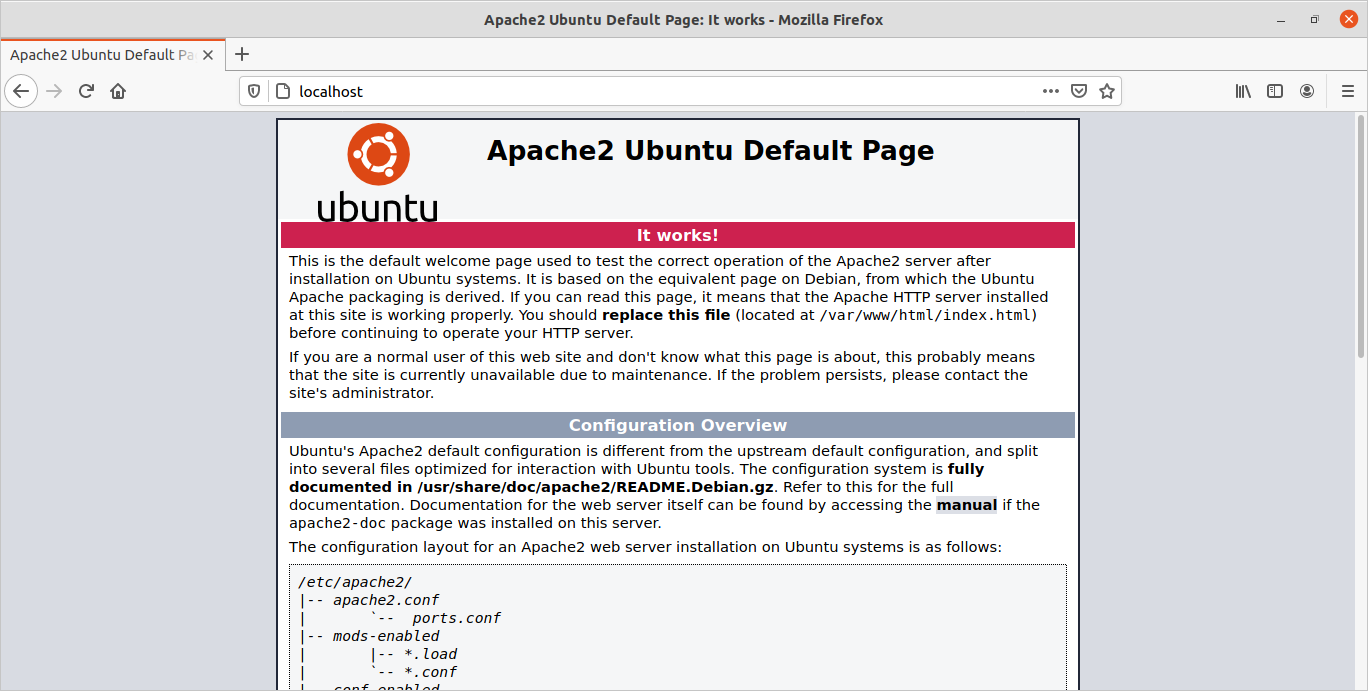 Apache2 Ubuntu Default Page: It works - Mozilla Firefox
Apache2 Ubuntu Default Pa
localhost
ubuntu
Apache2 Ubuntu Default Page
It works!
This is the default welcome page used to test the correct operation of the Apache2 server after
installation on Ubuntu systems. It is based on the equivalent page on Debian, from which the Ubuntu
Apache packaging is derived. If you can read this page, it means that the Apache HTTP server installed
at this site is working properly. You should replace this file (located at /var/www/html/index.html)
before continuing to operate your HTTP server.
If you are a normal user of this web site and don't know what this page is about, this probably means
that the site is currently unavailable due to maintenance. If the problem persists, please contact the
site's administrator.
Configuration Overview
Ubuntu's Apache2 default configuration is different from the upstream default configuration, and split
into several files optimized for interaction with Ubuntu tools. The configuration system is fully
documented in /usr/share/doc/apache2/README.Debian.gz. Refer to this for the full
documentation. Documentation for the web server itself can be found by accessing the manual if the
apache2-doc package was installed on this server.
The configuration layout for an Apache2 web server installation on Ubuntu systems is as follows:
/etc/apache2/
|-- apache2.conf
|       `--  ports.conf
|-- mods-enabled
|       |-- *.load
|       `-- *.conf
|-- conf-enabled